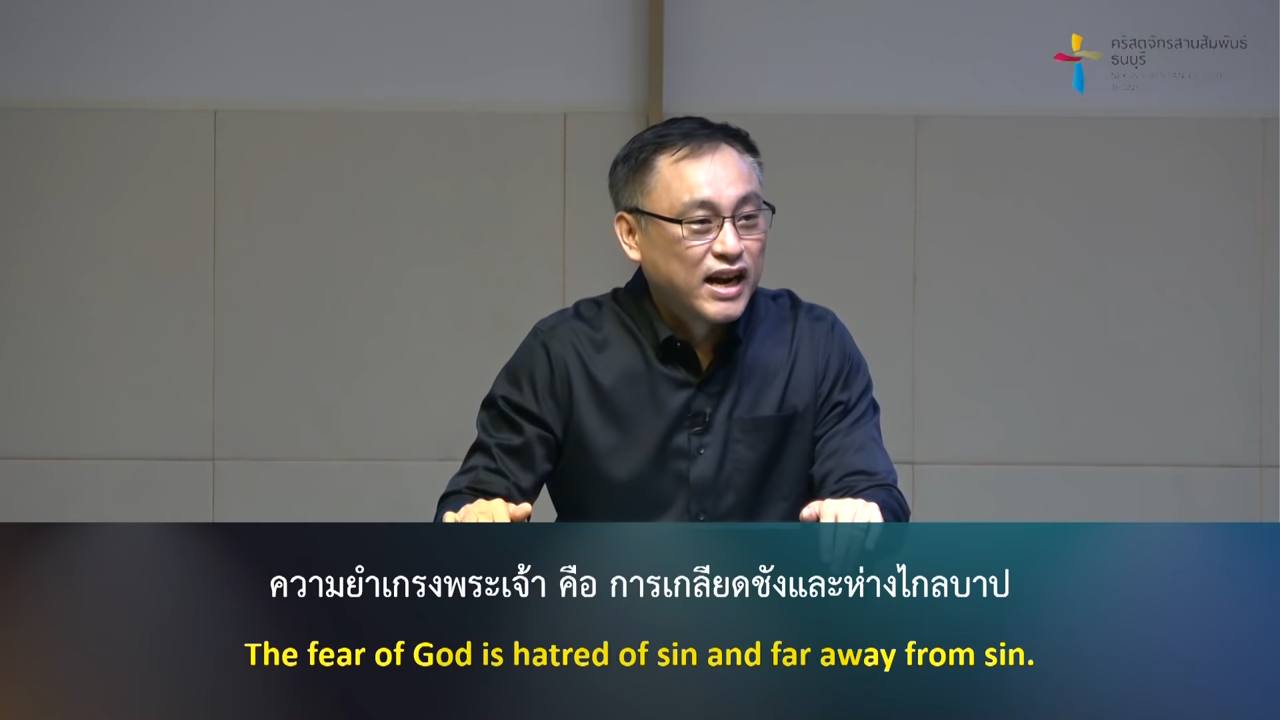 คริสตจักรสานสัมพันธ์
ธนบุรี
ความยำเกรงพระเจ้า คือ การเกลียดชังและห่างไกลบาป
The fear of God is hatred of sin and far away from sin.